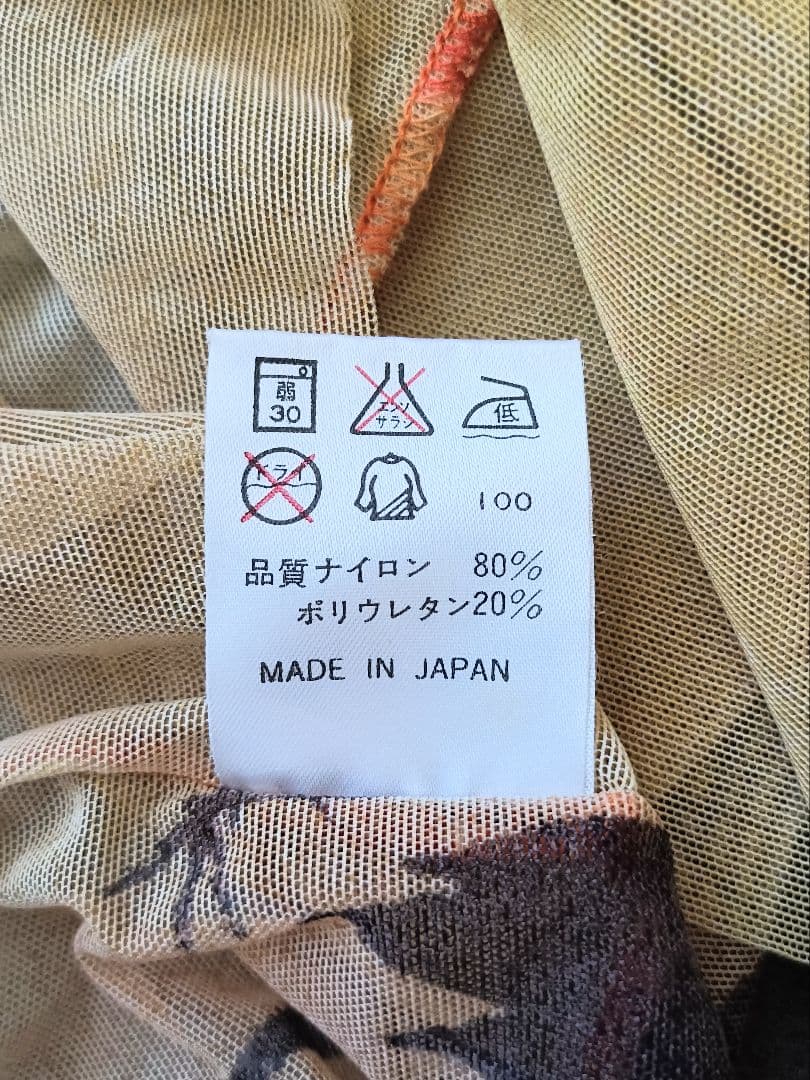 弱
30
エンソ
サラシ
低
ドライ
100
品質ナイロン 80%
ポリウレタン20%
MADE IN JAPAN